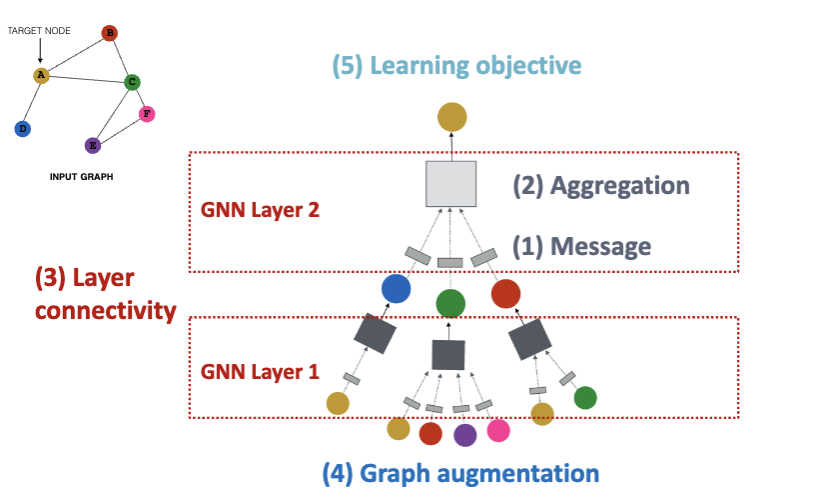 TARGET NODE
B
A
C
F
D
E
INPUT GRAPH
(5) Learning objective
(2) Aggregation
GNN Layer 2
(1) Message
(3) Layer
connectivity
GNN Layer 1
(4) Graph augmentation